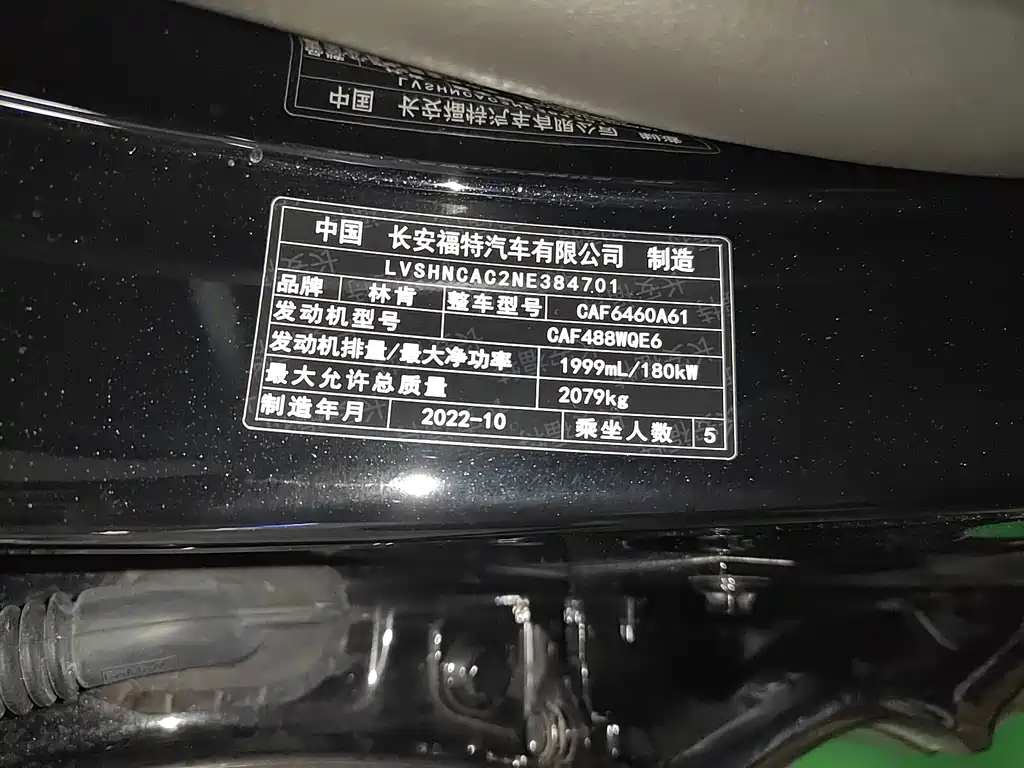 中国 长安福特汽车有限公司 制造
LVSHNCAC2NE384701
品牌 林肯 整车型号 CAF6460A61
发动机型号 CAF488WQE6
发动机排量/最大净功率 1999mL/180kW
最大允许总质量 2079kg
制造年月 2022-10 乘坐人数 5